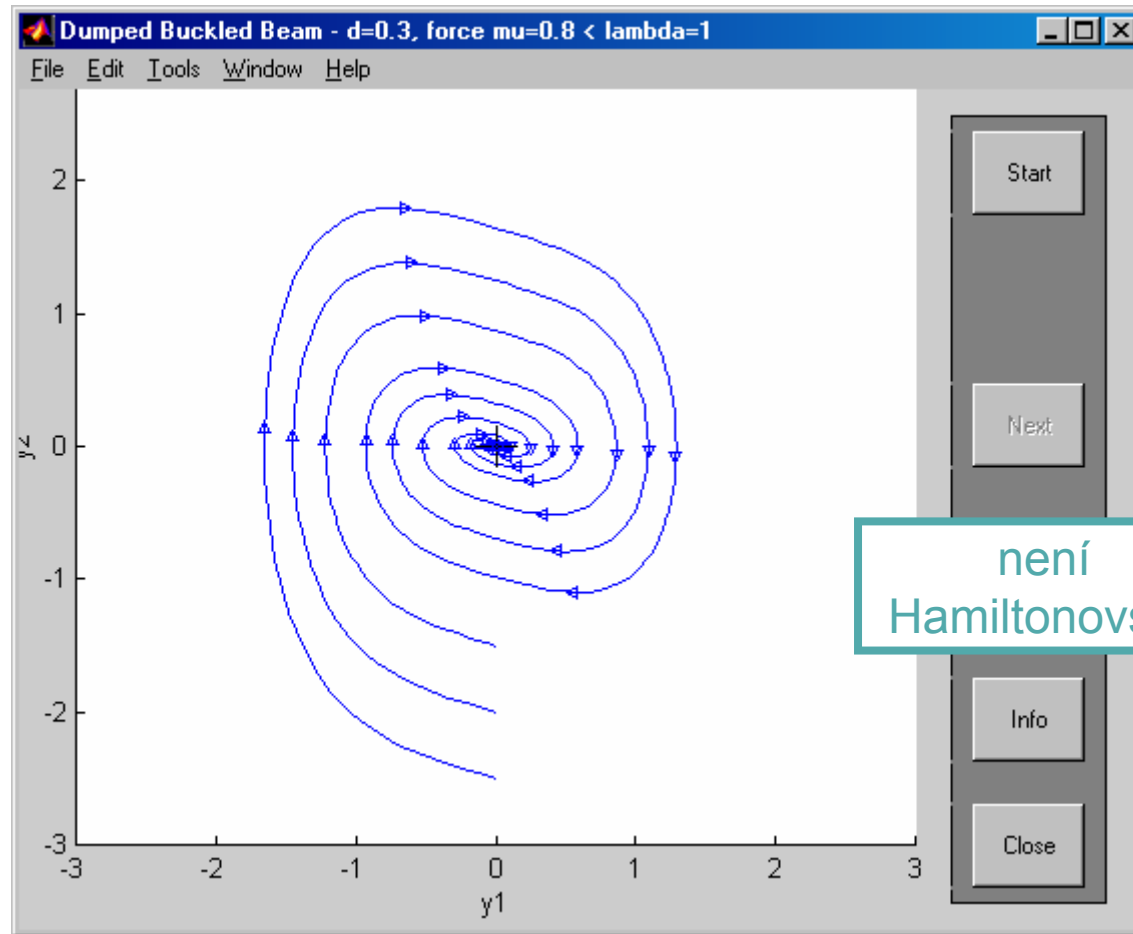 Dumped Buckled Beam - d=0.3, force mu=0.8 < lambda=1
File Edit Tools Window Help
2
1
0
-1
-2
-3
y2
-3 -2 -1 0 1 2 3
y1
Start
Next
není
Hamiltonovs
Info
Close